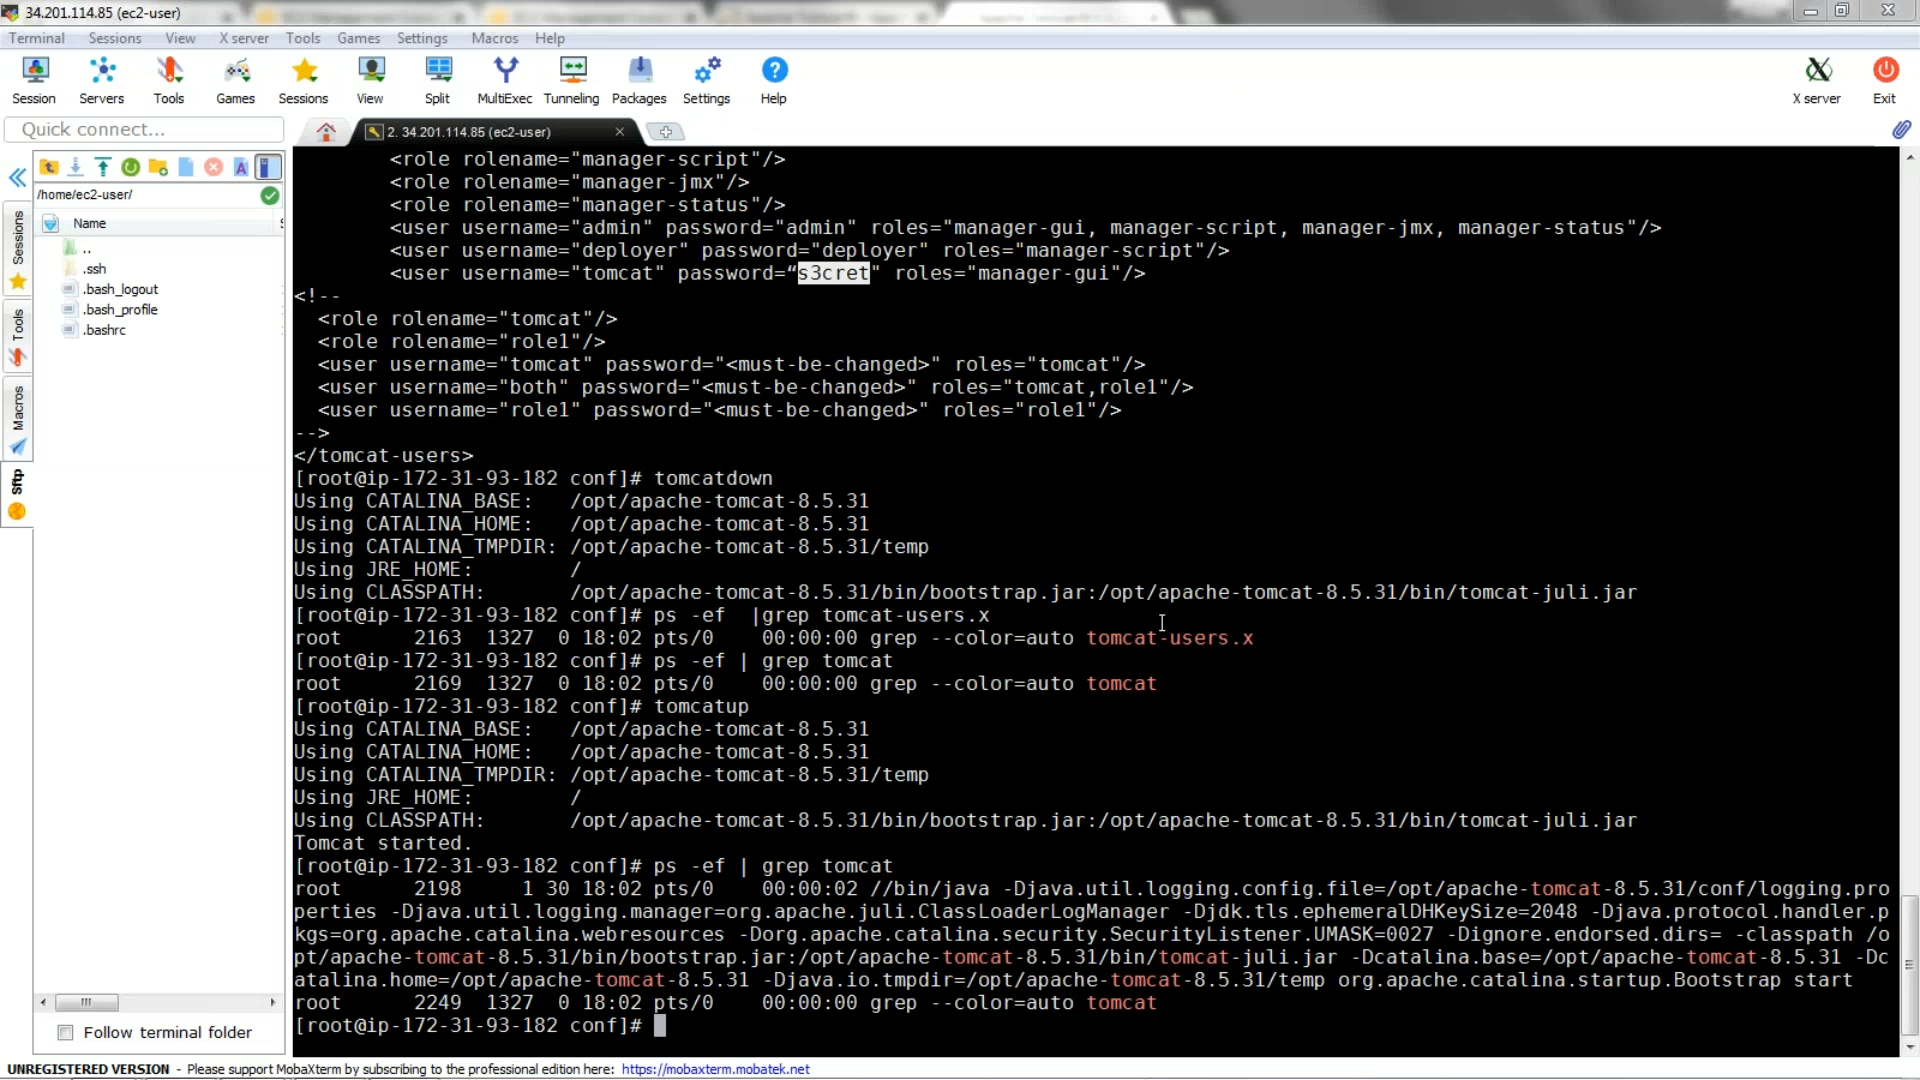 34.201.114.85 (ec2-user)
Terminal Sessions View X server Tools Games Settings Macros Help
Session Servers Tools Games Sessions View Split MultiExec Tunneling Packages Settings Help X server Exit
Quick connect...
2. 34.201.114.85 (ec2-user)
/home/ec2-user/
Name
..
.ssh
.bash_logout
.bash_profile
.bashrc
Sessions
Tools
Macros
Sftp
<role rolename="manager-script"/>
<role rolename="manager-jmx"/>
<role rolename="manager-status"/>
<user username="admin" password="admin" roles="manager-gui, manager-script, manager-jmx, manager-status"/>
<user username="deployer" password="deployer" roles="manager-script"/>
<user username="tomcat" password=“s3cret" roles="manager-gui"/>
<!--
<role rolename="tomcat"/>
<role rolename="role1"/>
<user username="tomcat" password="<must-be-changed>" roles="tomcat"/>
<user username="both" password="<must-be-changed>" roles="tomcat,role1"/>
<user username="role1" password="<must-be-changed>" roles="role1"/>
-->
</tomcat-users>
[root@ip-172-31-93-182 conf]# tomcatdown
Using CATALINA_BASE:   /opt/apache-tomcat-8.5.31
Using CATALINA_HOME:   /opt/apache-tomcat-8.5.31
Using CATALINA_TMPDIR: /opt/apache-tomcat-8.5.31/temp
Using JRE_HOME:        /
Using CLASSPATH:       /opt/apache-tomcat-8.5.31/bin/bootstrap.jar:/opt/apache-tomcat-8.5.31/bin/tomcat-juli.jar
[root@ip-172-31-93-182 conf]# ps -ef  |grep tomcat-users.x
root      2163  1327  0 18:02 pts/0    00:00:00 grep --color=auto tomcat-users.x
[root@ip-172-31-93-182 conf]# ps -ef | grep tomcat
root      2169  1327  0 18:02 pts/0    00:00:00 grep --color=auto tomcat
[root@ip-172-31-93-182 conf]# tomcatup
Using CATALINA_BASE:   /opt/apache-tomcat-8.5.31
Using CATALINA_HOME:   /opt/apache-tomcat-8.5.31
Using CATALINA_TMPDIR: /opt/apache-tomcat-8.5.31/temp
Using JRE_HOME:        /
Using CLASSPATH:       /opt/apache-tomcat-8.5.31/bin/bootstrap.jar:/opt/apache-tomcat-8.5.31/bin/tomcat-juli.jar
Tomcat started.
[root@ip-172-31-93-182 conf]# ps -ef | grep tomcat
root      2198     1 30 18:02 pts/0    00:00:02 //bin/java -Djava.util.logging.config.file=/opt/apache-tomcat-8.5.31/conf/logging.pro
perties -Djava.util.logging.manager=org.apache.juli.ClassLoaderLogManager -Djdk.tls.ephemeralDHKeySize=2048 -Djava.protocol.handler.p
kgs=org.apache.catalina.webresources -Dorg.apache.catalina.security.SecurityListener.UMASK=0027 -Dignore.endorsed.dirs= -classpath /o
pt/apache-tomcat-8.5.31/bin/bootstrap.jar:/opt/apache-tomcat-8.5.31/bin/tomcat-juli.jar -Dcatalina.base=/opt/apache-tomcat-8.5.31 -Dc
atalina.home=/opt/apache-tomcat-8.5.31 -Djava.io.tmpdir=/opt/apache-tomcat-8.5.31/temp org.apache.catalina.startup.Bootstrap start
root      2249  1327  0 18:02 pts/0    00:00:00 grep --color=auto tomcat
[root@ip-172-31-93-182 conf]#
Follow terminal folder
UNREGISTERED VERSION - Please support MobaXterm by subscribing to the professional edition here: https://mobaxterm.mobatek.net